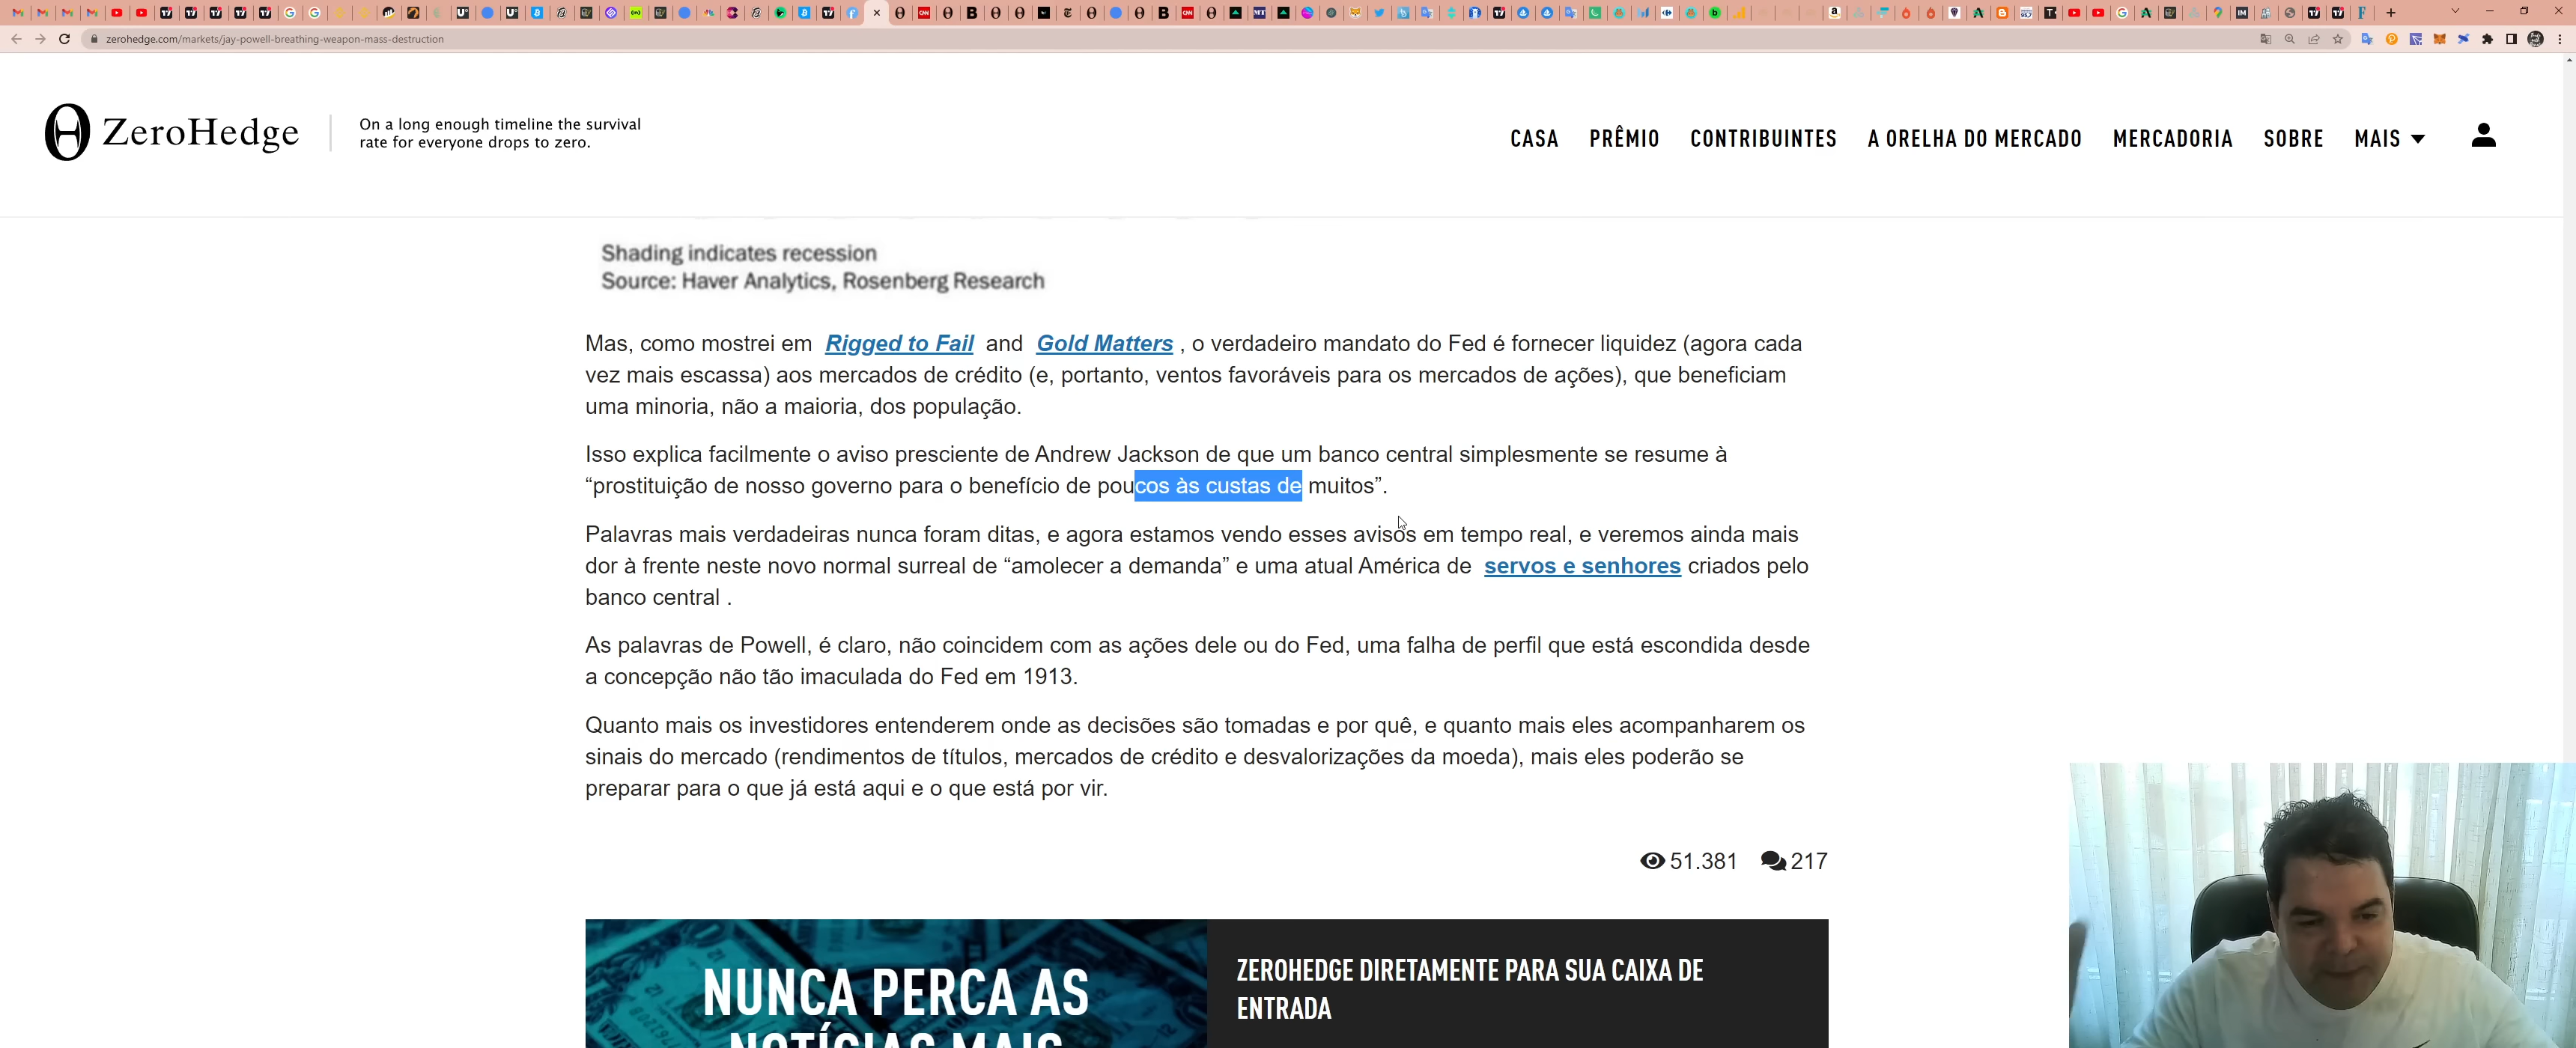 zerohedge.com/markets/jay-powell-breathing-weapon-mass-destruction
ZeroHedge
On a long enough timeline the survival
rate for everyone drops to zero.
CASA PRÊMIO CONTRIBUINTES A ORELHA DO MERCADO MERCADORIA SOBRE MAIS
Shading indicates recession
Source: Haver Analytics, Rosenberg Research
Mas, como mostrei em Rigged to Fail and Gold Matters , o verdadeiro mandato do Fed é fornecer liquidez (agora cada
vez mais escassa) aos mercados de crédito (e, portanto, ventos favoráveis para os mercados de ações), que beneficiam
uma minoria, não a maioria, dos população.
Isso explica facilmente o aviso presciente de Andrew Jackson de que um banco central simplesmente se resume à
“prostituição de nosso governo para o benefício de poucos às custas de muitos”.
Palavras mais verdadeiras nunca foram ditas, e agora estamos vendo esses avisos em tempo real, e veremos ainda mais
dor à frente neste novo normal surreal de “amolecer a demanda” e uma atual América de servos e senhores criados pelo
banco central .
As palavras de Powell, é claro, não coincidem com as ações dele ou do Fed, uma falha de perfil que está escondida desde
a concepção não tão imaculada do Fed em 1913.
Quanto mais os investidores entenderem onde as decisões são tomadas e por quê, e quanto mais eles acompanharem os
sinais do mercado (rendimentos de títulos, mercados de crédito e desvalorizações da moeda), mais eles poderão se
preparar para o que já está aqui e o que está por vir.
51.381 217
NUNCA PERCA AS
NOTÍCIAS MAIS
ZEROHEDGE DIRETAMENTE PARA SUA CAIXA DE
ENTRADA